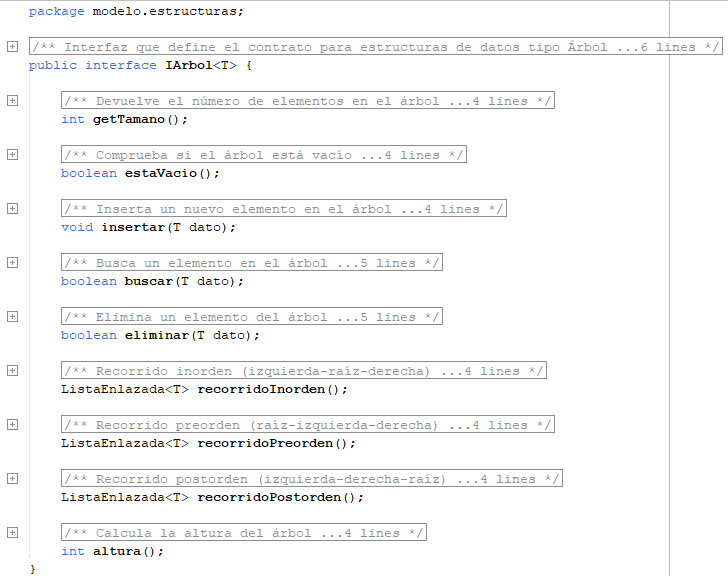 package modelo.estructuras;
/** Interfaz que define el contrato para estructuras de datos tipo Árbol ...6 lines */
public interface IArbol<T> {
/** Devuelve el número de elementos en el árbol ...4 lines */
int getTamano();
/** Comprueba si el árbol está vacío ...4 lines */
boolean estaVacio();
/** Inserta un nuevo elemento en el árbol ...4 lines */
void insertar(T dato);
/** Busca un elemento en el árbol ...5 lines */
boolean buscar(T dato);
/** Elimina un elemento del árbol ...5 lines */
boolean eliminar(T dato);
/** Recorrido inorden (izquierda-raíz-derecha) ...4 lines */
ListaEnlazada<T> recorridoInorden();
/** Recorrido preorden (raíz-izquierda-derecha) ...4 lines */
ListaEnlazada<T> recorridoPreorden();
/** Recorrido postorden (izquierda-derecha-raíz) ...4 lines */
ListaEnlazada<T> recorridoPostorden();
/** Calcula la altura del árbol ...4 lines */
int altura();
}